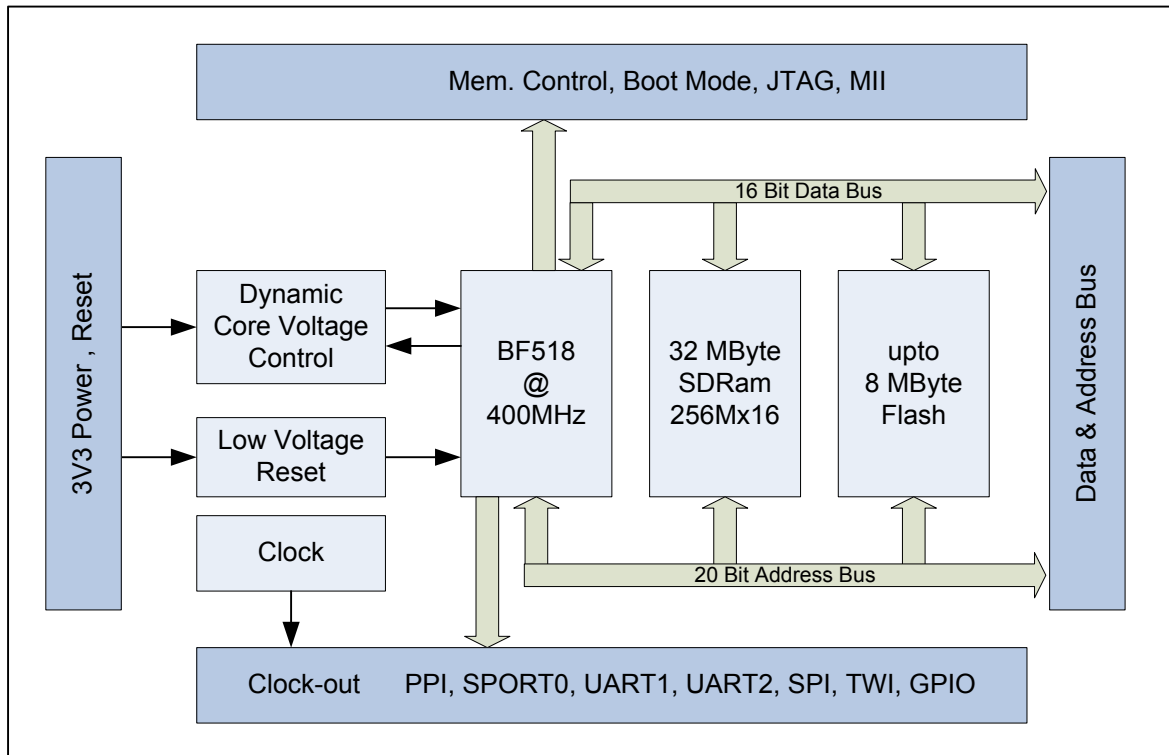 Mem. Control, Boot Mode, JTAG, MII
16 Bit Data Bus
3V3 Power , Reset
Dynamic
Core Voltage
Control
BF518
@
400MHz
32 MByte
SDRam
256Mx16
upto
8 MByte
Flash
Data & Address Bus
Low Voltage
Reset
Clock
20 Bit Address Bus
Clock-out PPI, SPORT0, UART1, UART2, SPI, TWI, GPIO